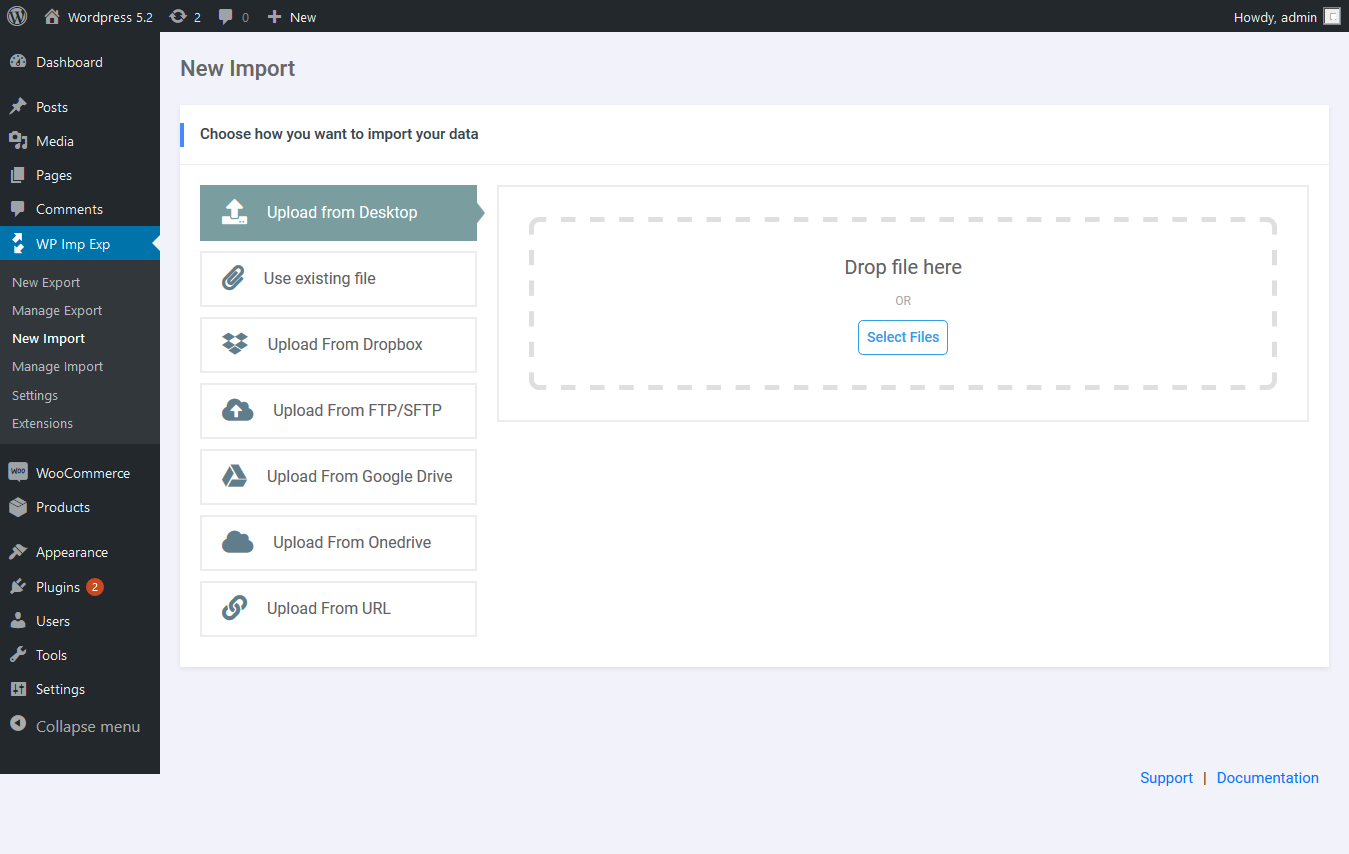 Wordpress 5.2 2 0 New Howdy, admin
Dashboard
Posts
Media
Pages
Comments
WP Imp Exp
New Export
Manage Export
New Import
Manage Import
Settings
Extensions
Woo WooCommerce
Products
Appearance
Plugins 2
Users
Tools
Settings
Collapse menu
New Import
Choose how you want to import your data
Upload from Desktop
Use existing file
Upload From Dropbox
Upload From FTP/SFTP
Upload From Google Drive
Upload From Onedrive
Upload From URL
Drop file here
OR
Select Files
Support | Documentation